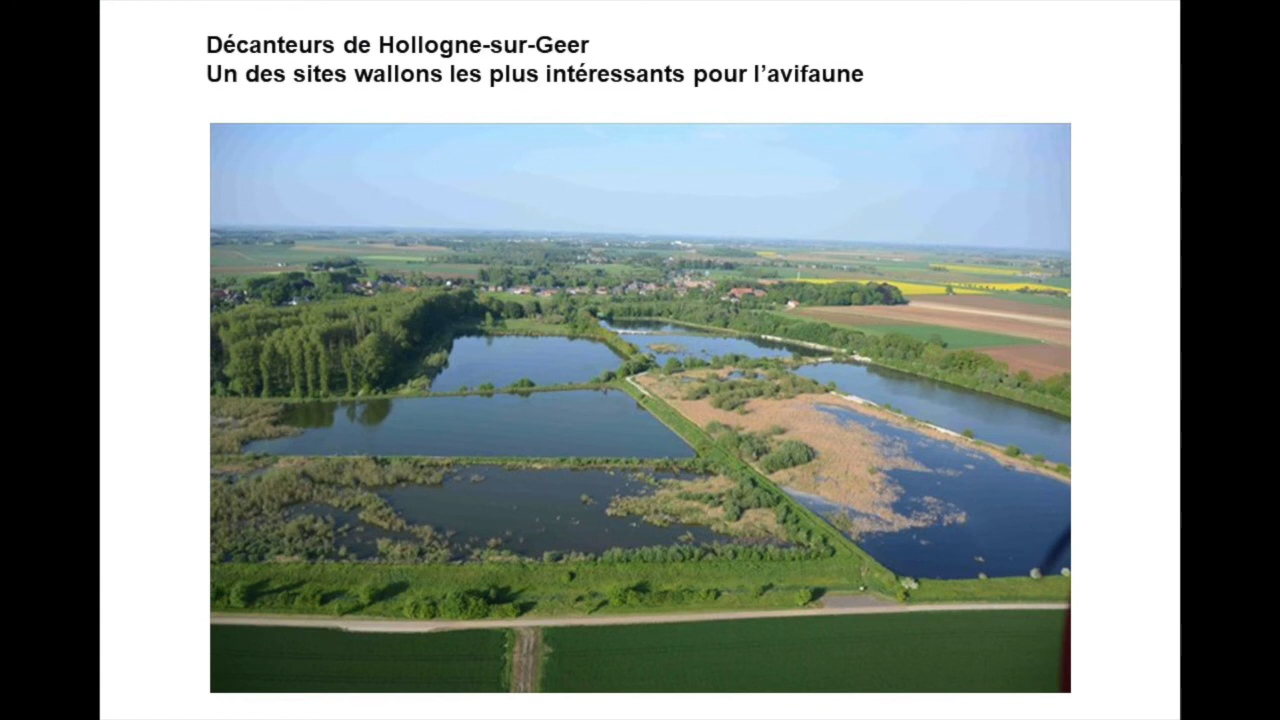 Décanteurs de Hollogne-sur-Geer
Un des sites wallons les plus intéressants pour l’avifaune